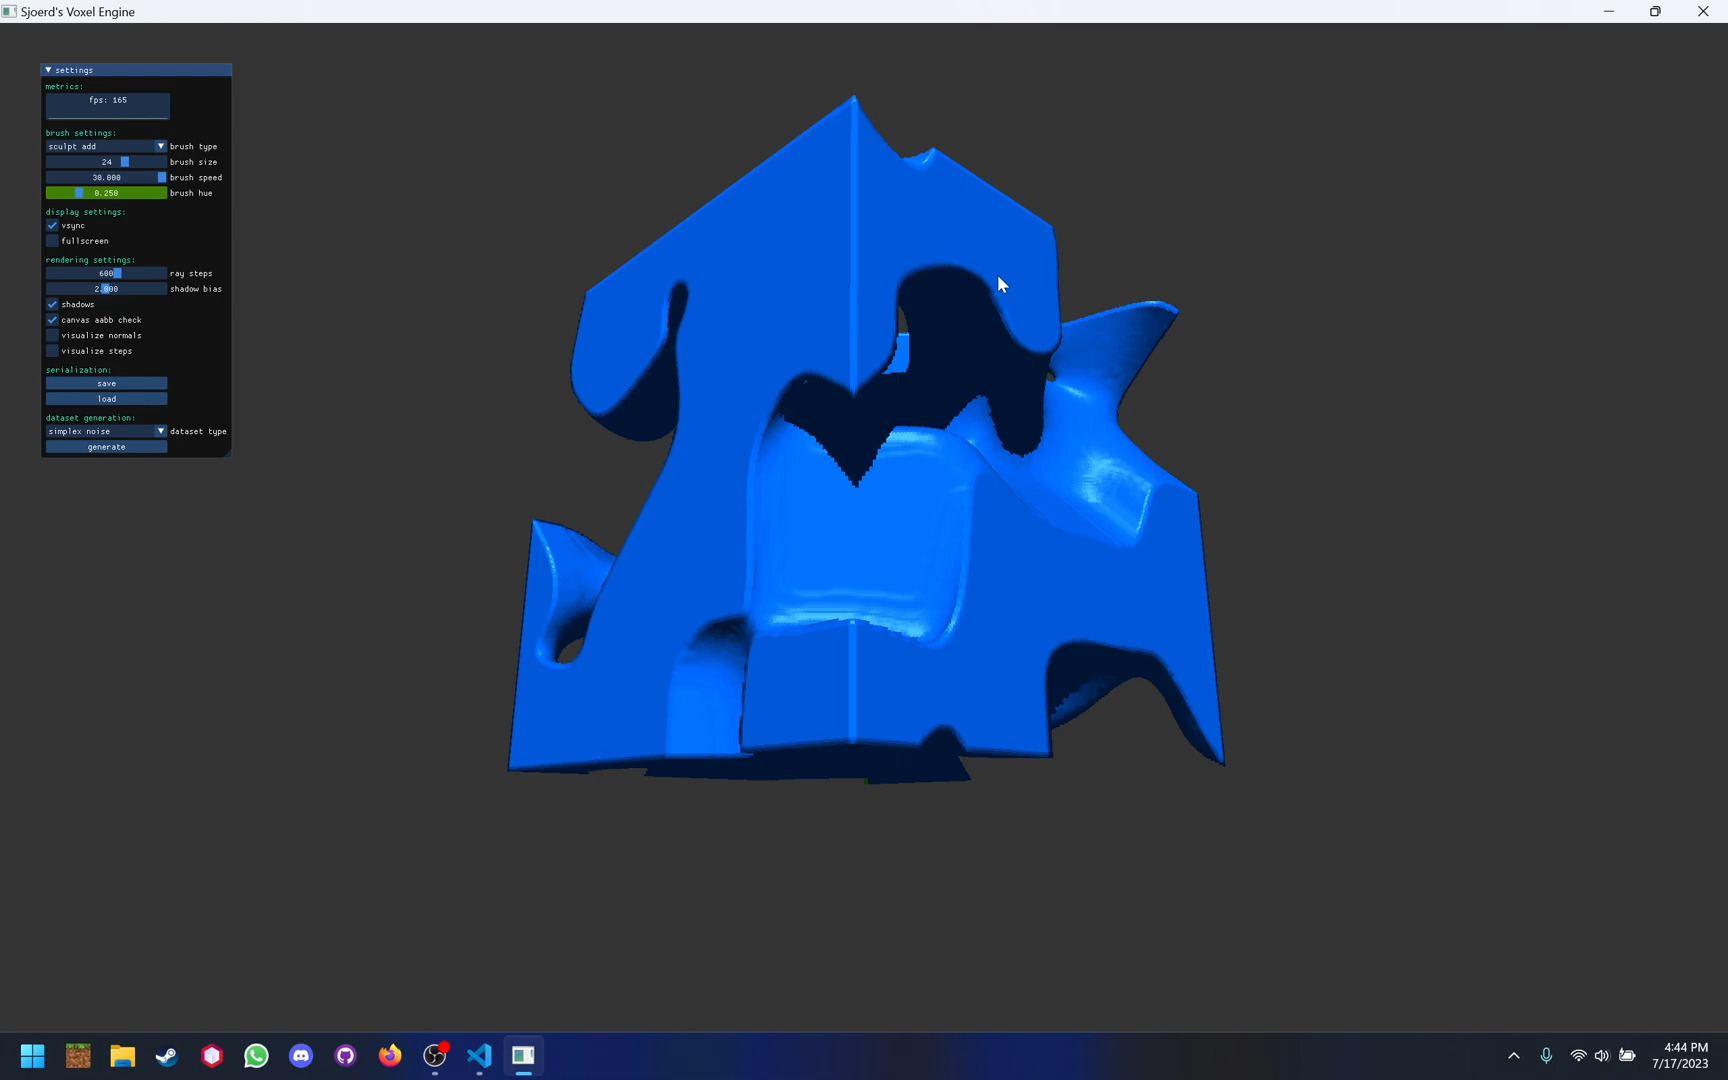 Sjoerd's Voxel Engine
settings
metrics:
fps: 165
brush settings:
sculpt add brush type
24 brush size
30.000 brush speed
0.250 brush hue
display settings:
vsync
fullscreen
rendering settings:
600 ray steps
2.000 shadow bias
shadows
canvas aabb check
visualize normals
visualize steps
serialization:
save
load
dataset generation:
simplex noise dataset type
generate
4:44 PM
7/17/2023